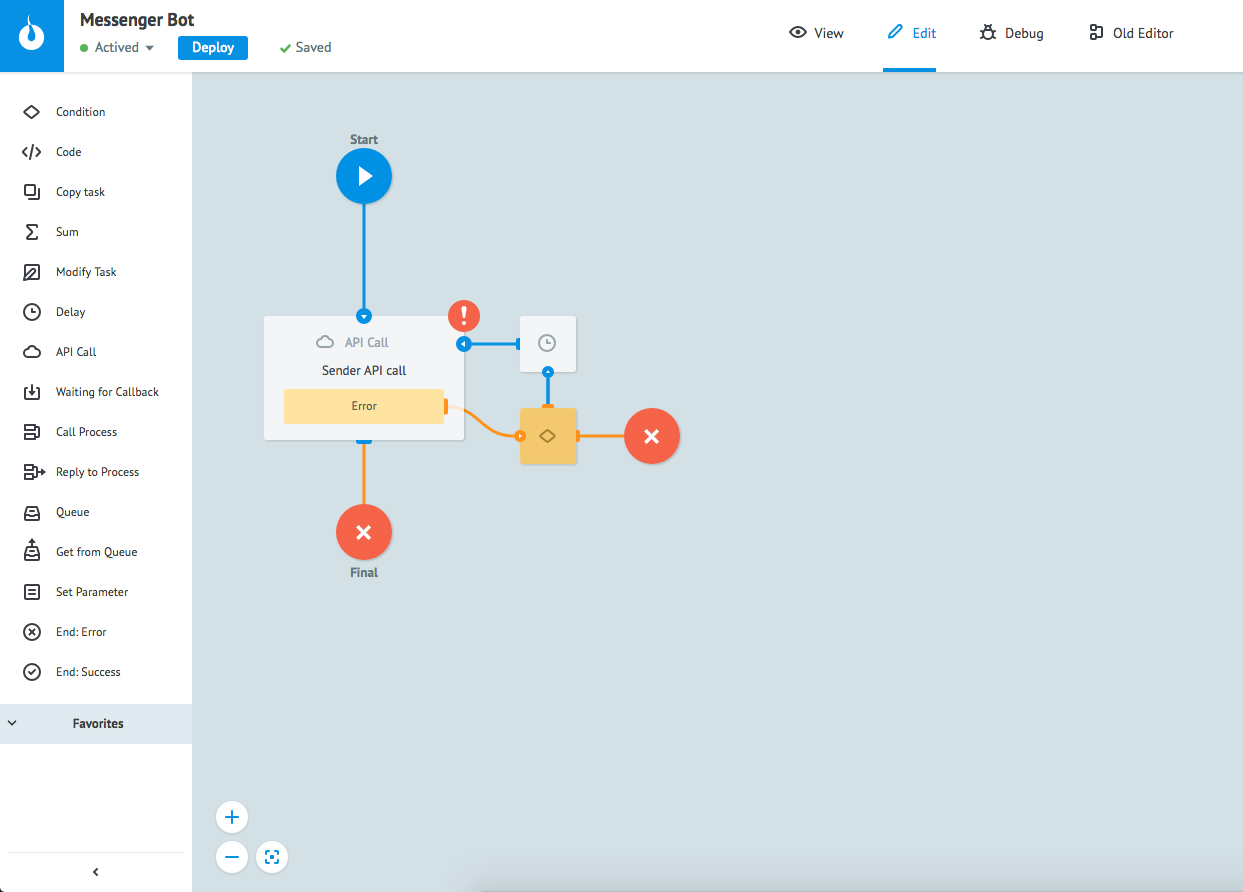 Messenger Bot
Actived
Deploy
Saved
View
Edit
Debug
Old Editor
Condition
Code
Copy task
Sum
Modify Task
Delay
API Call
Waiting for Callback
Call Process
Reply to Process
Queue
Get from Queue
Set Parameter
End: Error
End: Success
Favorites
Start
API Call
Sender API call
Error
Final